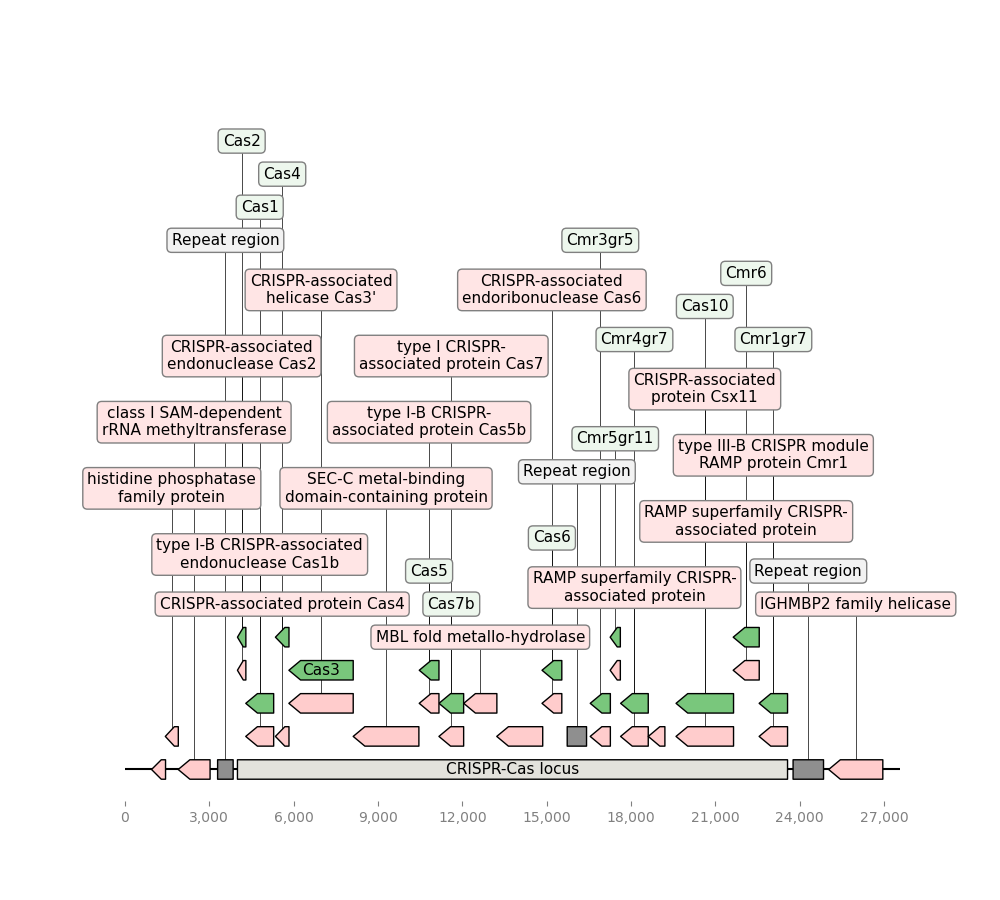 Cas2
Cas4
Cas1
Repeat region
Cmr3gr5
CRISPR-associated
helicase Cas3'
CRISPR-associated
endoribonuclease Cas6
Cmr6
Cas10
CRISPR-associated
endonuclease Cas2
type I CRISPR-
associated protein Cas7
Cmr4gr7
Cmr1gr7
CRISPR-associated
protein Csx11
class I SAM-dependent
rRNA methyltransferase
type I-B CRISPR-
associated protein Cas5b
Cmr5gr11
type III-B CRISPR module
RAMP protein Cmr1
Repeat region
histidine phosphatase
family protein
SEC-C metal-binding
domain-containing protein
RAMP superfamily CRISPR-
associated protein
Cas6
type I-B CRISPR-associated
endonuclease Cas1b
Cas5
RAMP superfamily CRISPR-
associated protein
Repeat region
CRISPR-associated protein Cas4
Cas7b
IGHMBP2 family helicase
MBL fold metallo-hydrolase
Cas3
CRISPR-Cas locus
0
3,000
6,000
9,000
12,000
15,000
18,000
21,000
24,000
27,000